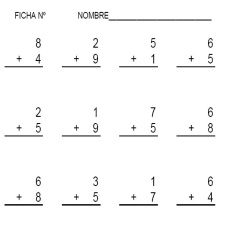 FICHA Nº NOMBRE____________________
8 2 5 6
+ 4 + 9 + 1 + 5
2 1 7 6
+ 5 + 9 + 5 + 8
6 3 1 6
+ 8 + 5 + 7 + 4